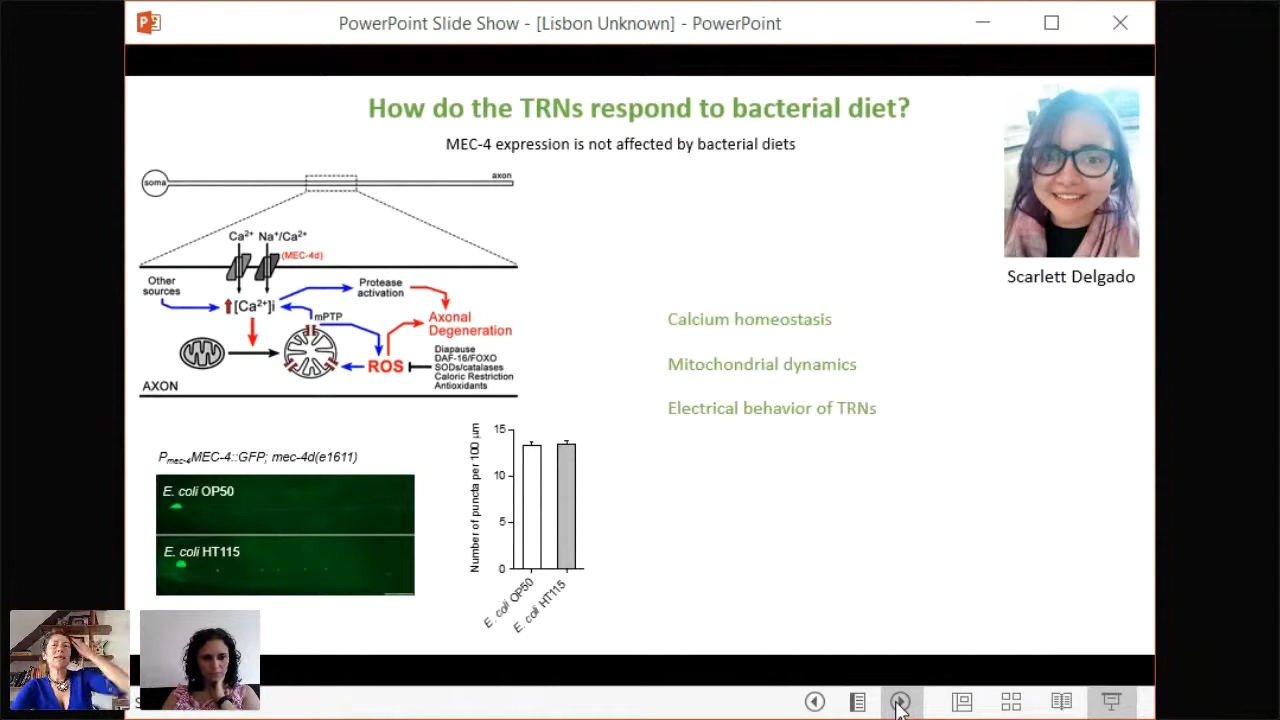 PowerPoint Slide Show - [Lisbon Unknown] - PowerPoint
How do the TRNs respond to bacterial diet?
MEC-4 expression is not affected by bacterial diets
Scarlett Delgado
soma
axon
Ca²⁺ Na⁺/Ca²⁺
(MEC-4d)
Other
sources
[Ca²⁺]i
Protease
activation
mPTP
Axonal
Degeneration
ROS
Diapause
DAF-16/FOXO
SODs/catalases
Caloric Restriction
Antioxidants
AXON
Calcium homeostasis
Mitochondrial dynamics
Electrical behavior of TRNs
Pmec-4MEC-4::GFP; mec-4d(e1611)
E. coli OP50
E. coli HT115
Number of puncta per 100 µm
15
10
5
0
E. coli OP50
E. coli HT115